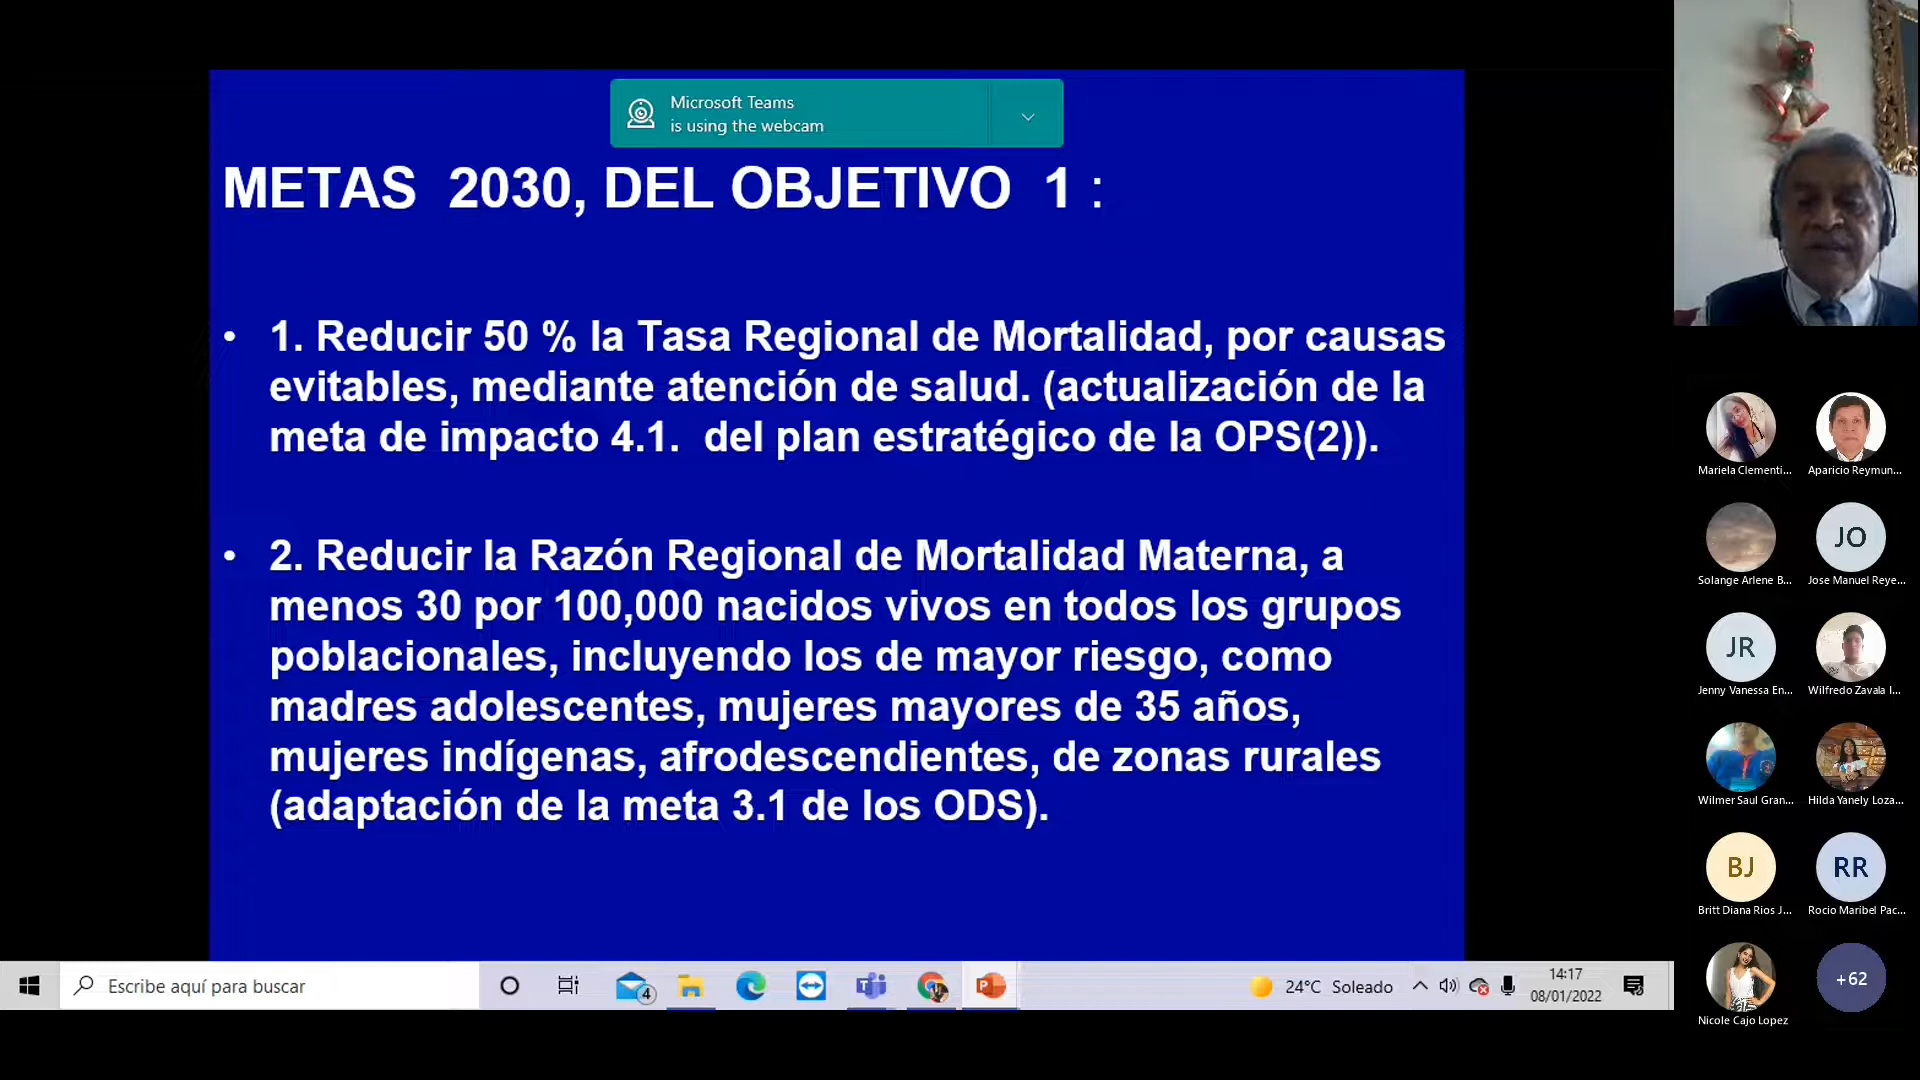 Microsoft Teams
is using the webcam
METAS 2030, DEL OBJETIVO 1 :
• 1. Reducir 50 % la Tasa Regional de Mortalidad, por causas
evitables, mediante atención de salud. (actualización de la
meta de impacto 4.1. del plan estratégico de la OPS(2)).
• 2. Reducir la Razón Regional de Mortalidad Materna, a
menos 30 por 100,000 nacidos vivos en todos los grupos
poblacionales, incluyendo los de mayor riesgo, como
madres adolescentes, mujeres mayores de 35 años,
mujeres indígenas, afrodescendientes, de zonas rurales
(adaptación de la meta 3.1 de los ODS).
Mariela Clementi...
Aparicio Reymun...
Solange Arlene B...
JO
Jose Manuel Reye...
JR
Jenny Vanessa En...
Wilfredo Zavala I...
Wilmer Saul Gran...
Hilda Yanely Loza...
BJ
Britt Diana Rios J...
RR
Rocio Maribel Pac...
Nicole Cajo Lopez
+62
Escribe aquí para buscar
4
24°C Soleado
14:17
08/01/2022